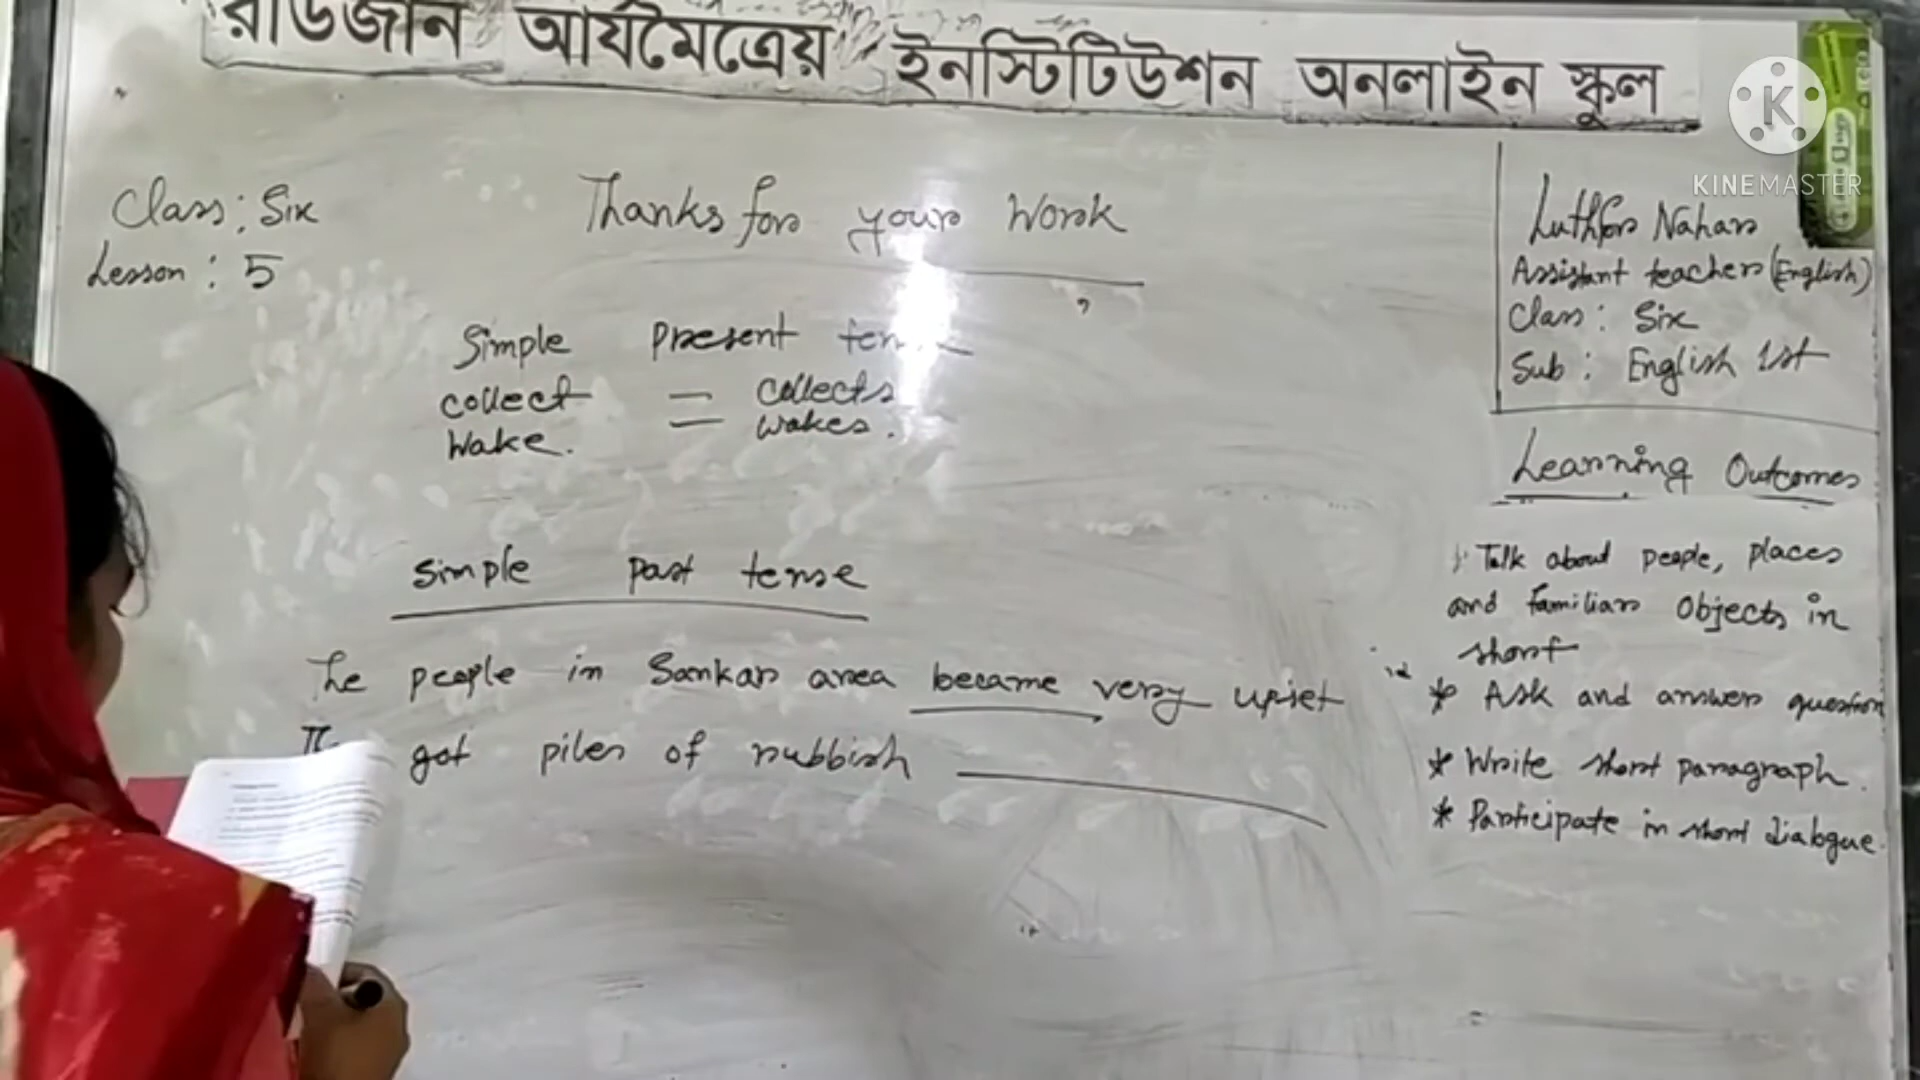 রাউজান আর্যমৈত্রেয় ইনস্টিটিউশন অনলাইন স্কুল
KINEMASTER
Class: Six
Lesson: 5
Thanks for your Work
Simple Present
collect = collects
Wake. = wakes.
Simple past tense
The people in Sankar area became very upset
got piles of rubbish
Luthfor Nahar
Assistant teacher (English)
Class: Six
Sub: English 1st
Learning Outcomes
Talk about people, places
and familiar objects in
short
* Ask and answer question
* Write short paragraph.
* Participate in short dialogue.